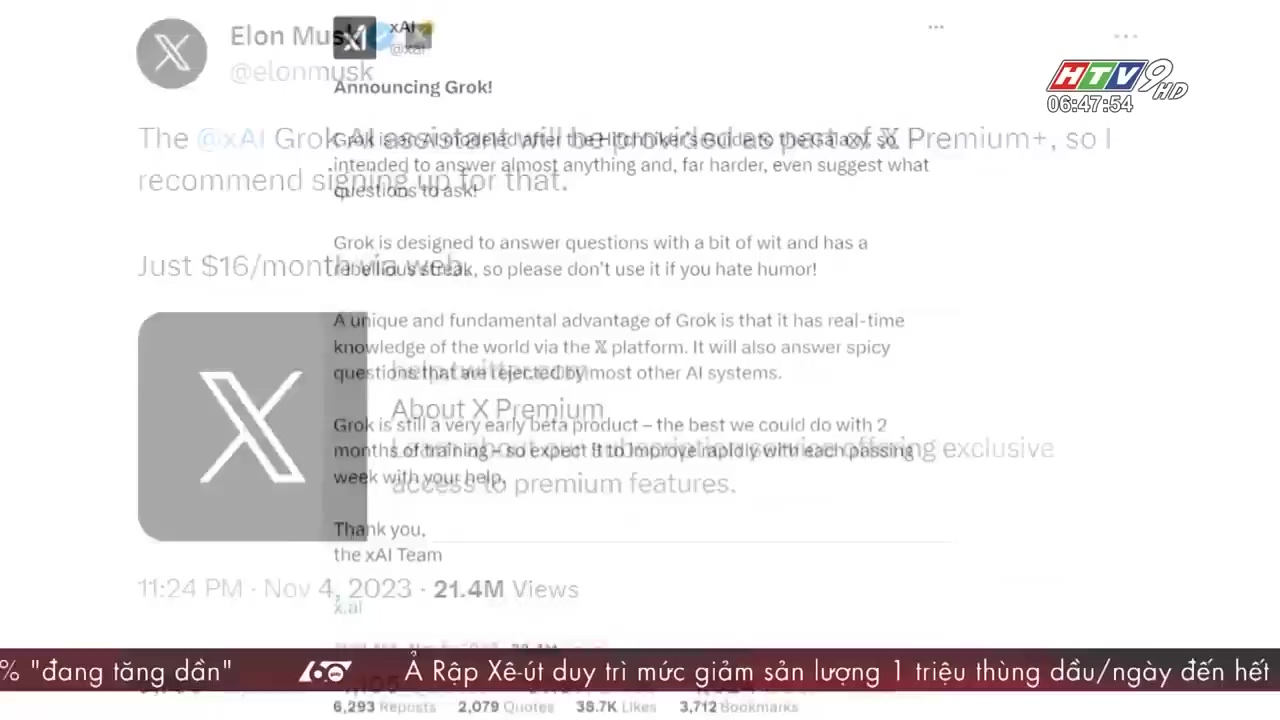 Elon Musk
@elonmusk
The @xAI Grok AI assistant will be provided as part of 𝕏 Premium+, so I
recommend signing up for that.
Just $16/month via web.
help.twitter.com
About X Premium
Learn about our subscription service offering exclusive
access to premium features.
11:24 PM · Nov 4, 2023 · 21.4M Views
xAI
@xai
Announcing Grok!
Grok is an AI modeled after the Hitchhiker's Guide to the Galaxy, so
intended to answer almost anything and, far harder, even suggest what
questions to ask!
Grok is designed to answer questions with a bit of wit and has a
rebellious streak, so please don't use it if you hate humor!
A unique and fundamental advantage of Grok is that it has real-time
knowledge of the world via the 𝕏 platform. It will also answer spicy
questions that are rejected by most other AI systems.
Grok is still a very early beta product – the best we could do with 2
months of training – so expect it to improve rapidly with each passing
week with your help.
Thank you,
the xAI Team
x.ai
6,293 Reposts 2,079 Quotes 38.7K Likes 3,712 Bookmarks
HTV9 HD
06:47:54
% "đang tăng dần" 60 Ả Rập Xê-út duy trì mức giảm sản lượng 1 triệu thùng dầu/ngày đến hết